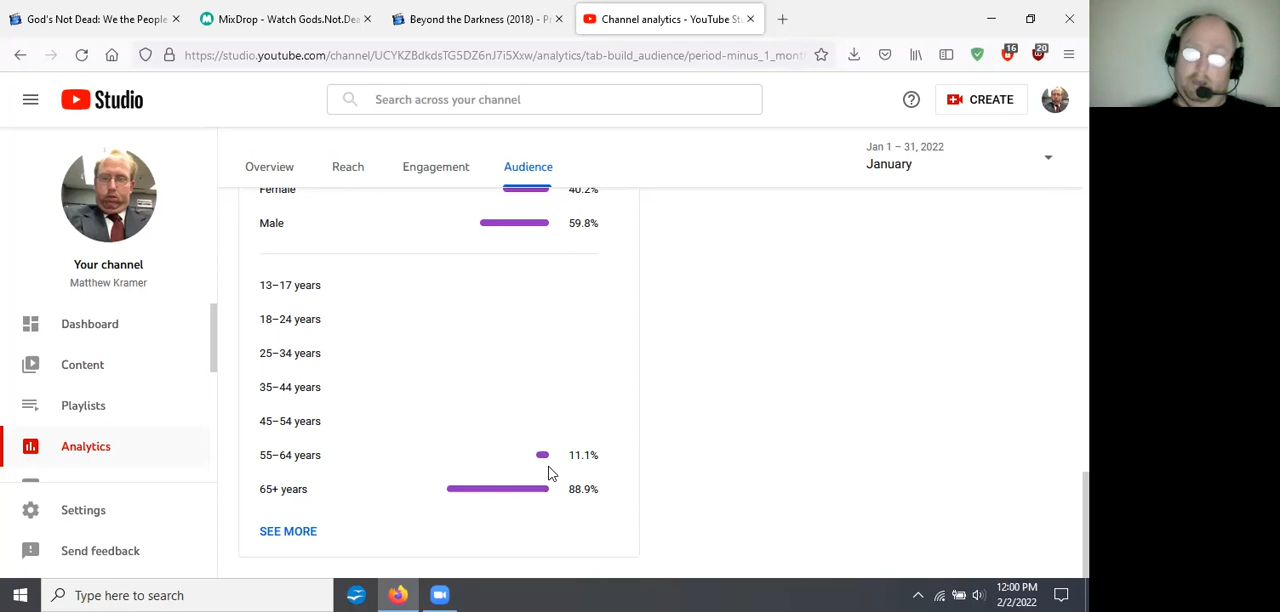 God's Not Dead: We the People
MixDrop - Watch Gods.Not.Dea
Beyond the Darkness (2018) - Pr
Channel analytics - YouTube St
https://studio.youtube.com/channel/UCYKZBdkdsTG5DZ6nJ7i5Xxw/analytics/tab-build_audience/period-minus_1_month
16
20
Studio
Search across your channel
CREATE
Your channel
Matthew Kramer
Dashboard
Content
Playlists
Analytics
Settings
Send feedback
Overview
Reach
Engagement
Audience
Jan 1 – 31, 2022
January
Female 40.2%
Male 59.8%
13–17 years
18–24 years
25–34 years
35–44 years
45–54 years
55–64 years 11.1%
65+ years 88.9%
SEE MORE
Type here to search
12:00 PM
2/2/2022